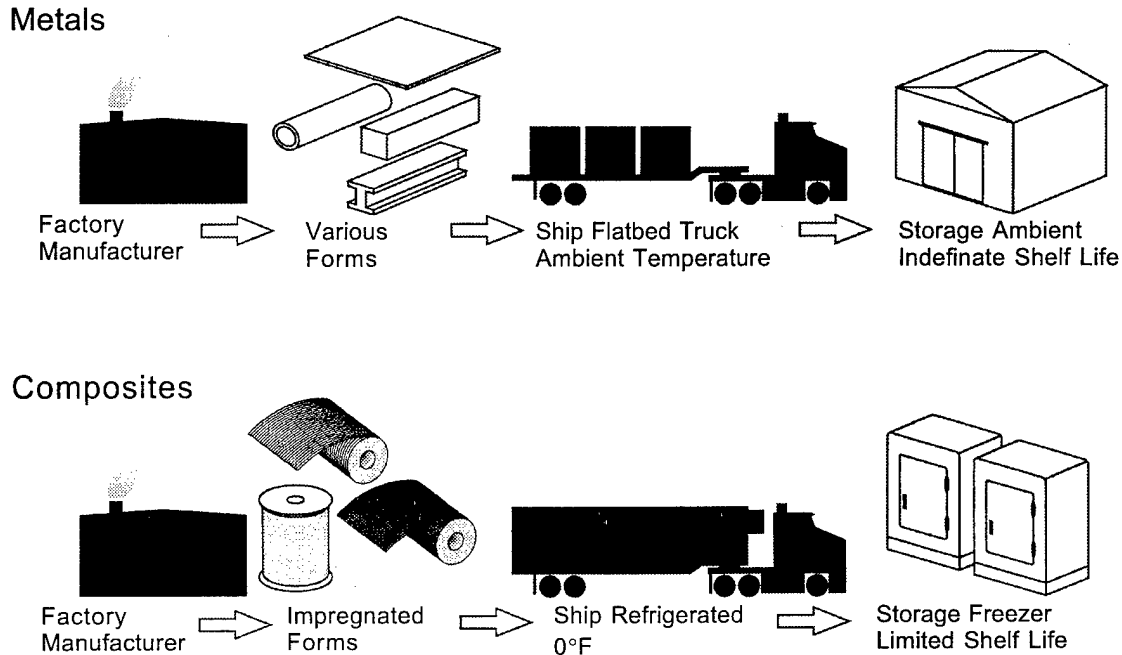 Metals
Factory
Manufacturer
Various
Forms
Ship Flatbed Truck
Ambient Temperature
Storage Ambient
Indefinate Shelf Life
Composites
Factory
Manufacturer
Impregnated
Forms
Ship Refrigerated
0°F
Storage Freezer
Limited Shelf Life